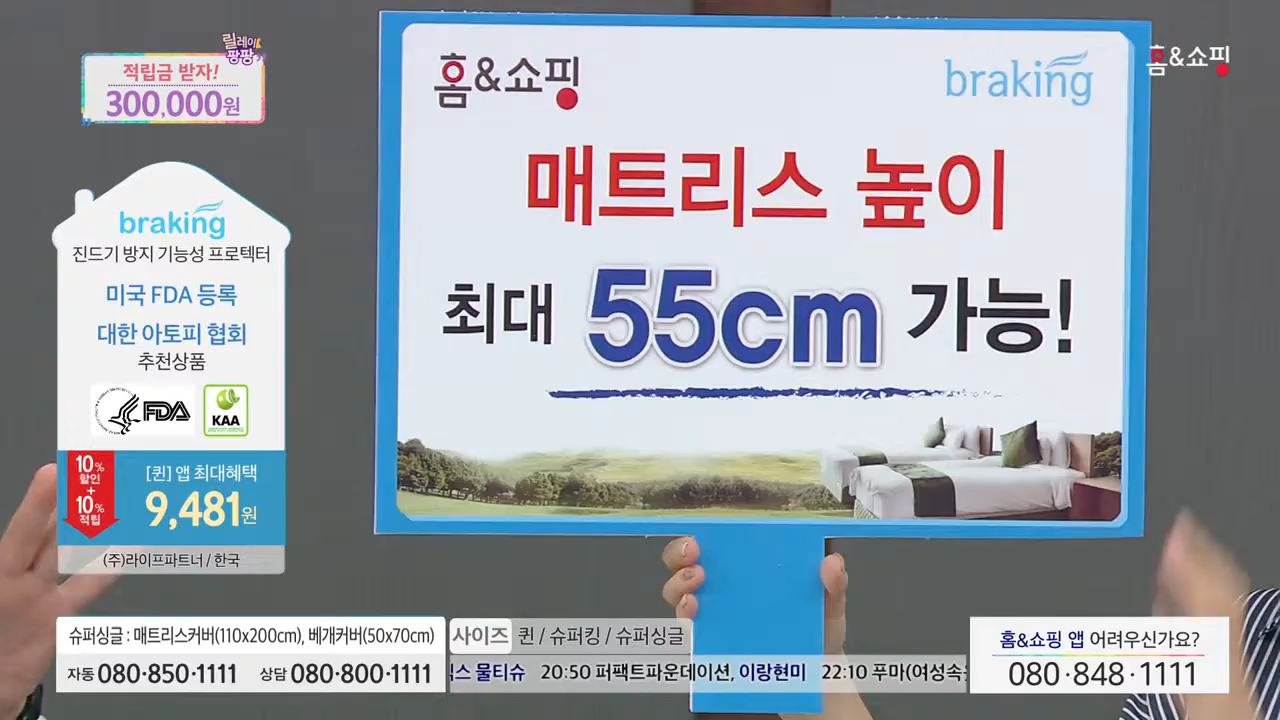 릴레이
팡팡
적립금 받자!
300,000원
braking
진드기 방지 기능성 프로텍터
미국 FDA 등록
대한 아토피 협회
추천상품
FDA
KAA
10%
할인
+
10%
적립
[퀸] 앱 최대혜택
9,481원
(주)라이프파트너 / 한국
홈&쇼핑
braking
매트리스 높이
최대 55cm 가능!
홈&쇼핑
슈퍼싱글 : 매트리스커버(110x200cm), 베개커버(50x70cm)
사이즈 퀸 / 슈퍼킹 / 슈퍼싱글
자동 080·850·1111 상담 080·800·1111
스 물티슈 20:50 퍼팩트파운데이션, 이랑현미 22:10 푸마(여성속
홈&쇼핑 앱 어려우신가요?
080·848·1111